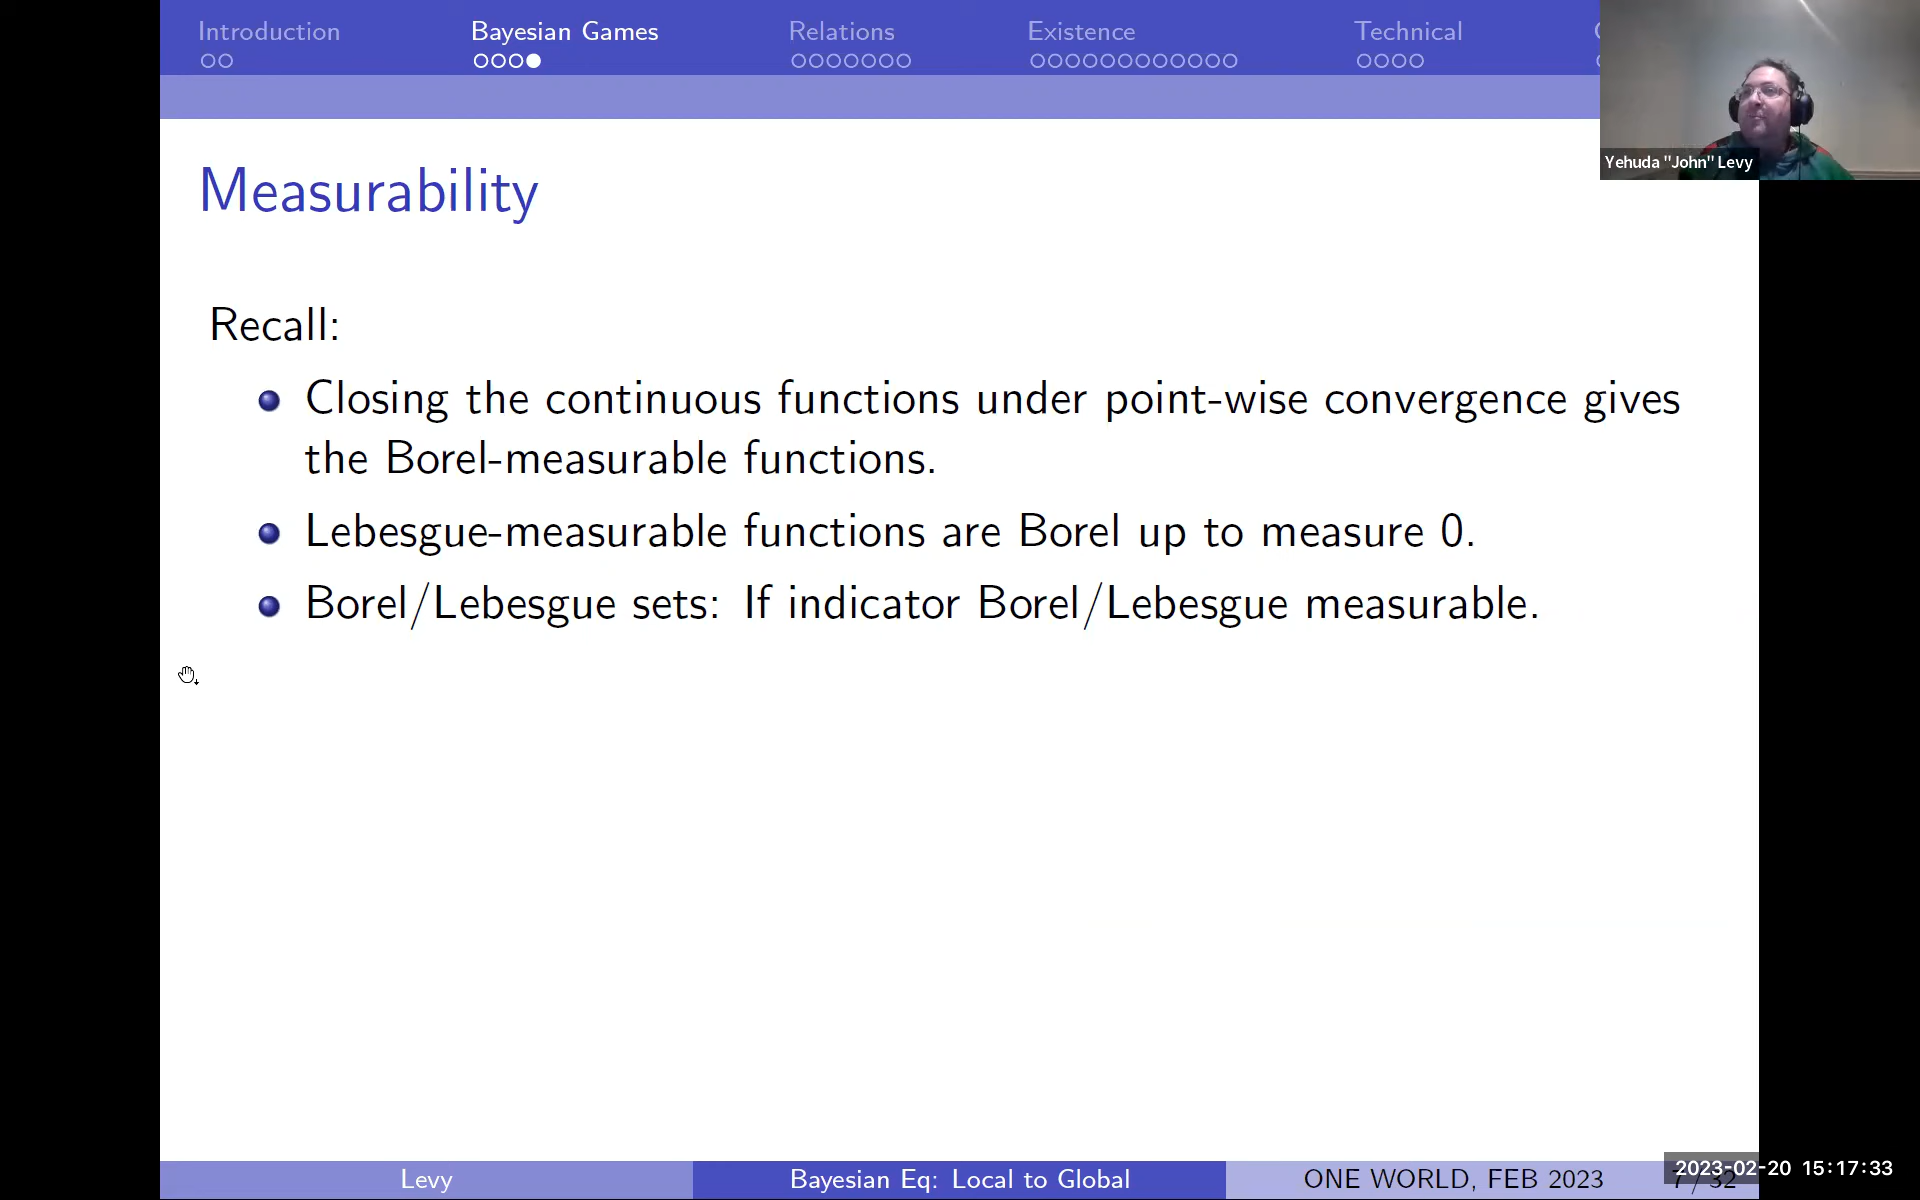 Introduction Bayesian Games Relations Existence Technical
Yehuda "John" Levy
Measurability
Recall:
Closing the continuous functions under point-wise convergence gives
the Borel-measurable functions.
Lebesgue-measurable functions are Borel up to measure 0.
Borel/Lebesgue sets: If indicator Borel/Lebesgue measurable.
Levy Bayesian Eq: Local to Global ONE WORLD, FEB 2023 7 / 32
2023-02-20 15:17:33